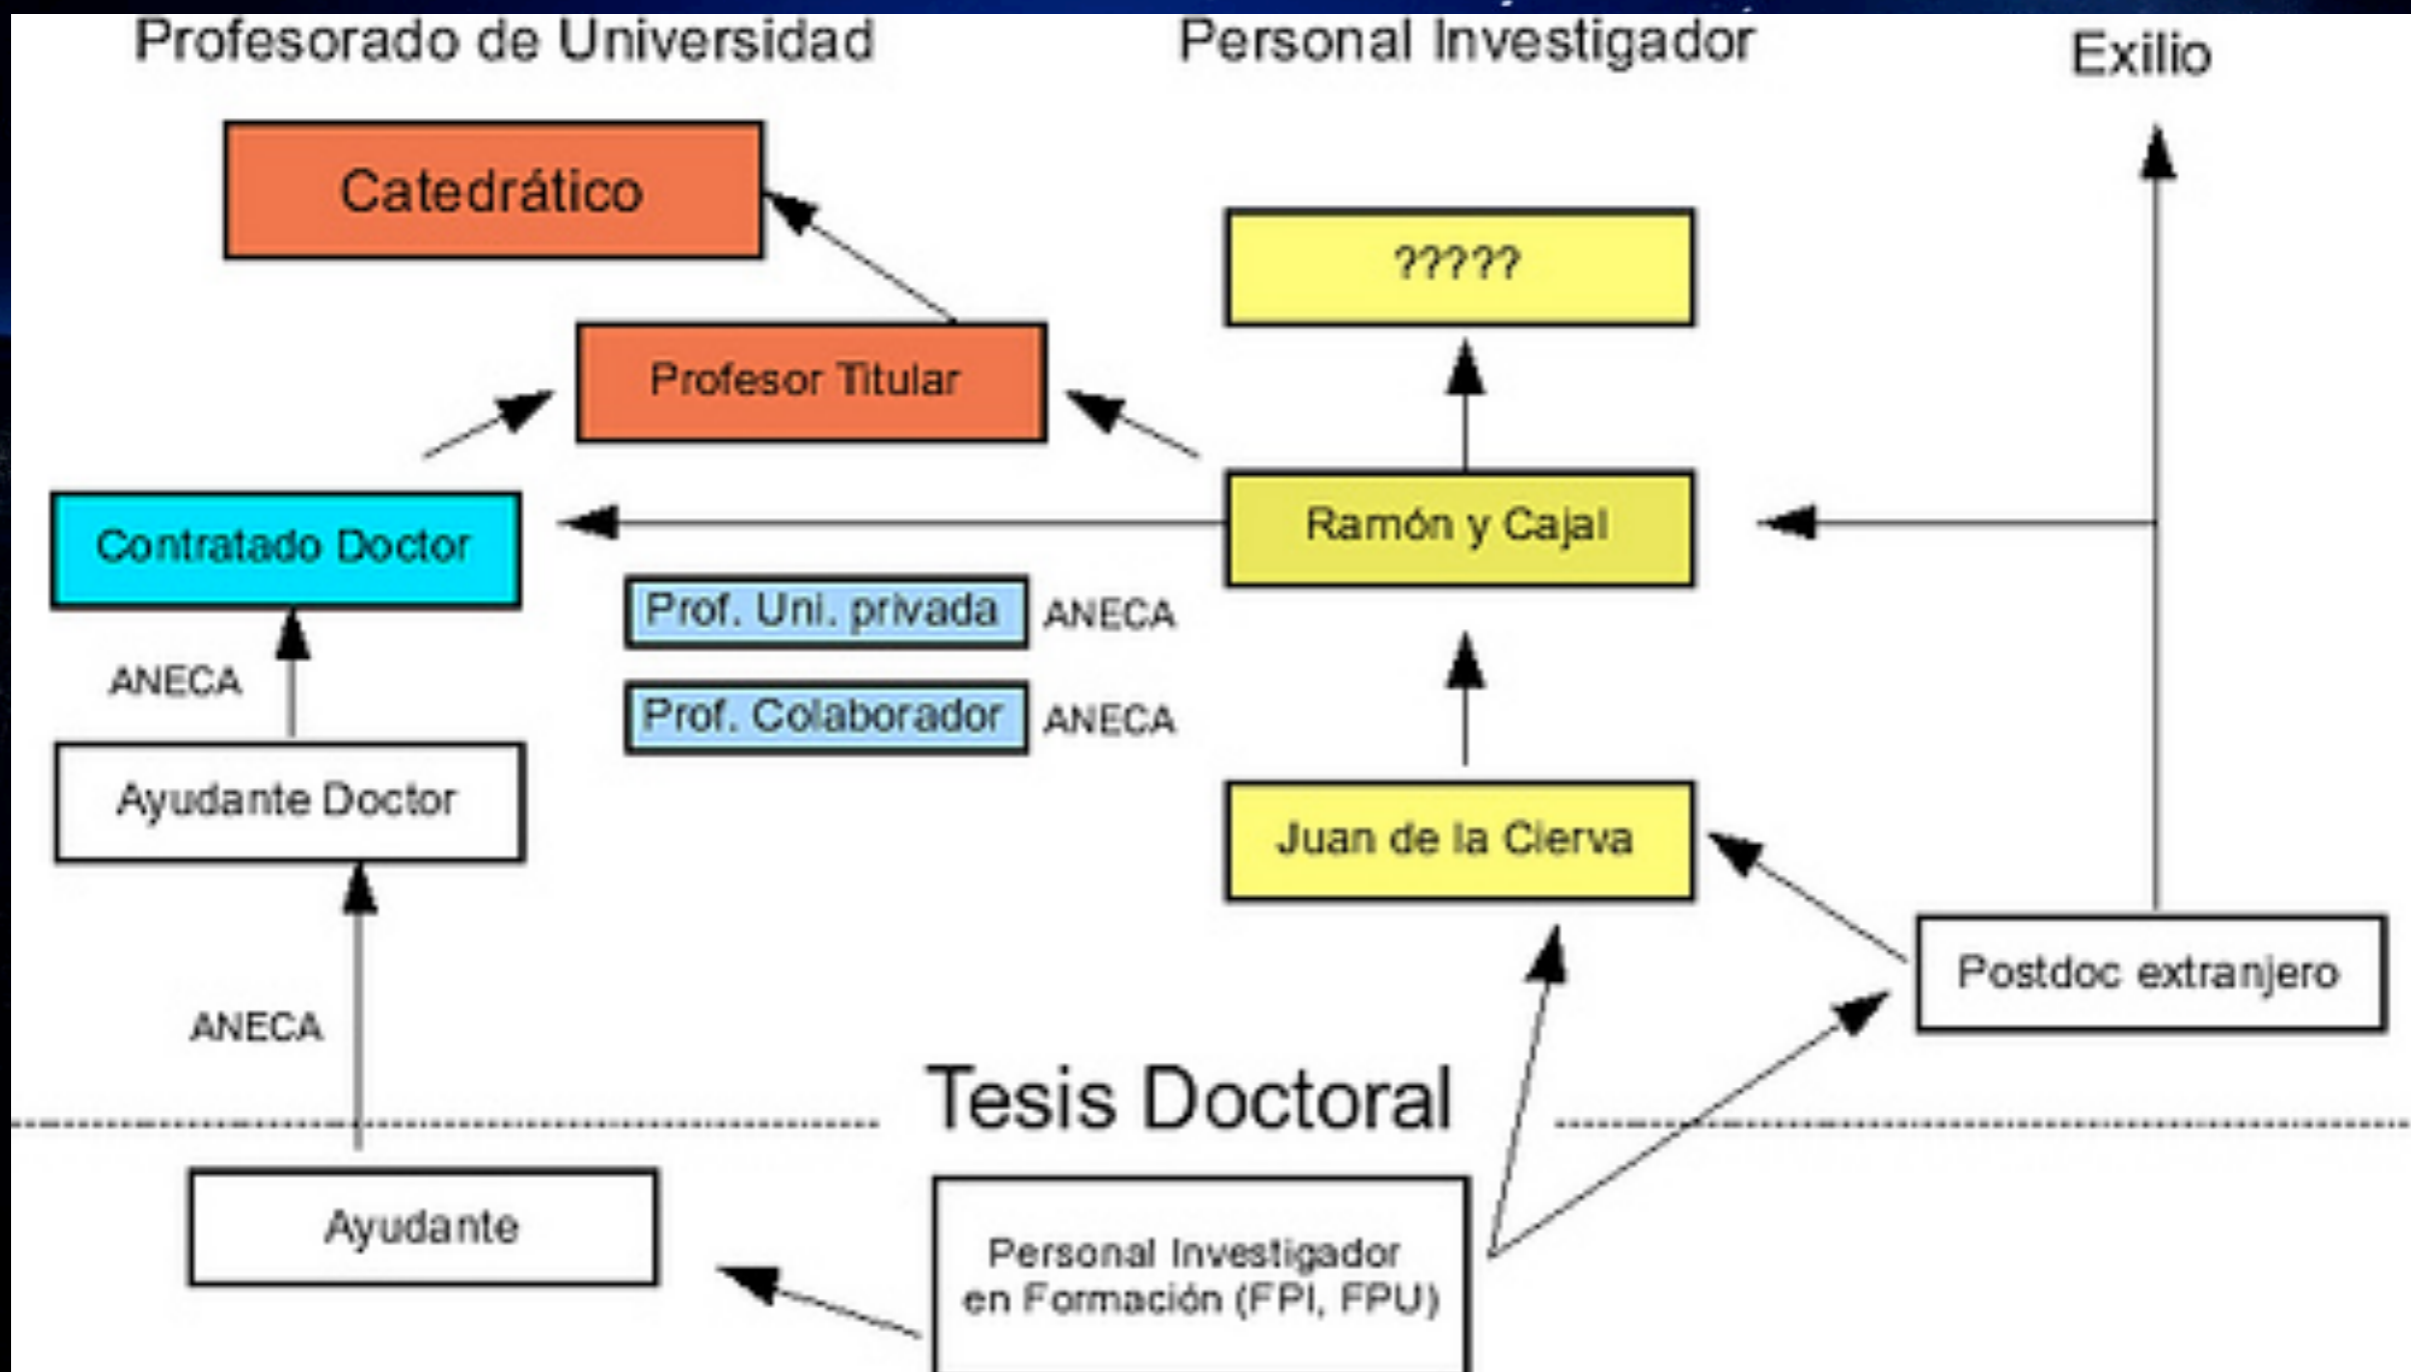 Profesorado de Universidad
Personal Investigador
Exilio
Catedrático
?????
Profesor Titular
Ramón y Cajal
Contratado Doctor
Prof. Uni. privada
ANECA
ANECA
Prof. Colaborador
ANECA
Ayudante Doctor
Juan de la Cierva
Postdoc extranjero
ANECA
Tesis Doctoral
Ayudante
Personal Investigador
en Formación (FPI, FPU)